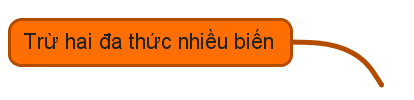 Trừ hai đa thức nhiều biến